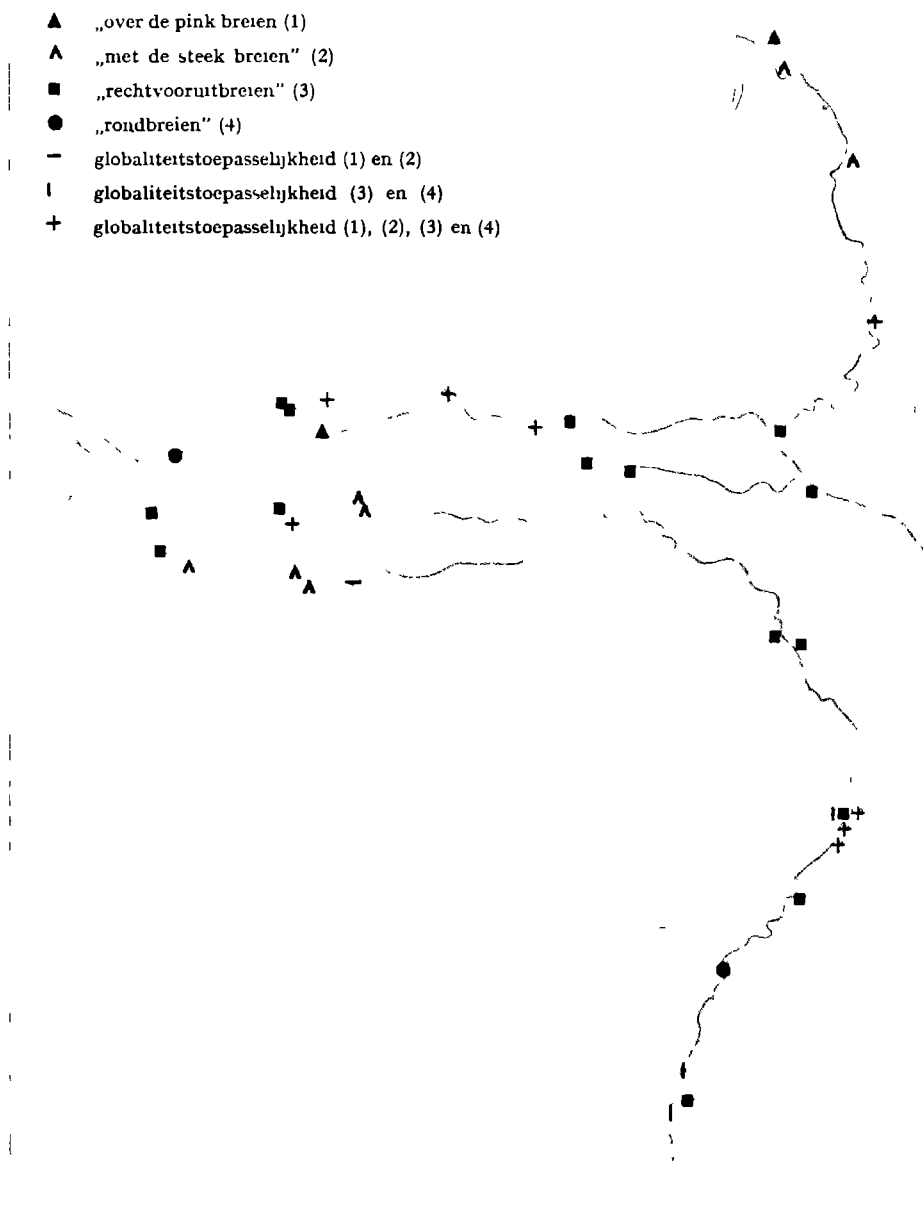 „over de pink breien (1)
„met de steek breien” (2)
„rechtvooruitbreien” (3)
„rondbreien” (4)
globaliteitstoepasselijkheid (1) en (2)
globaliteitstoepasselijkheid (3) en (4)
globaliteitstoepasselijkheid (1), (2), (3) en (4)